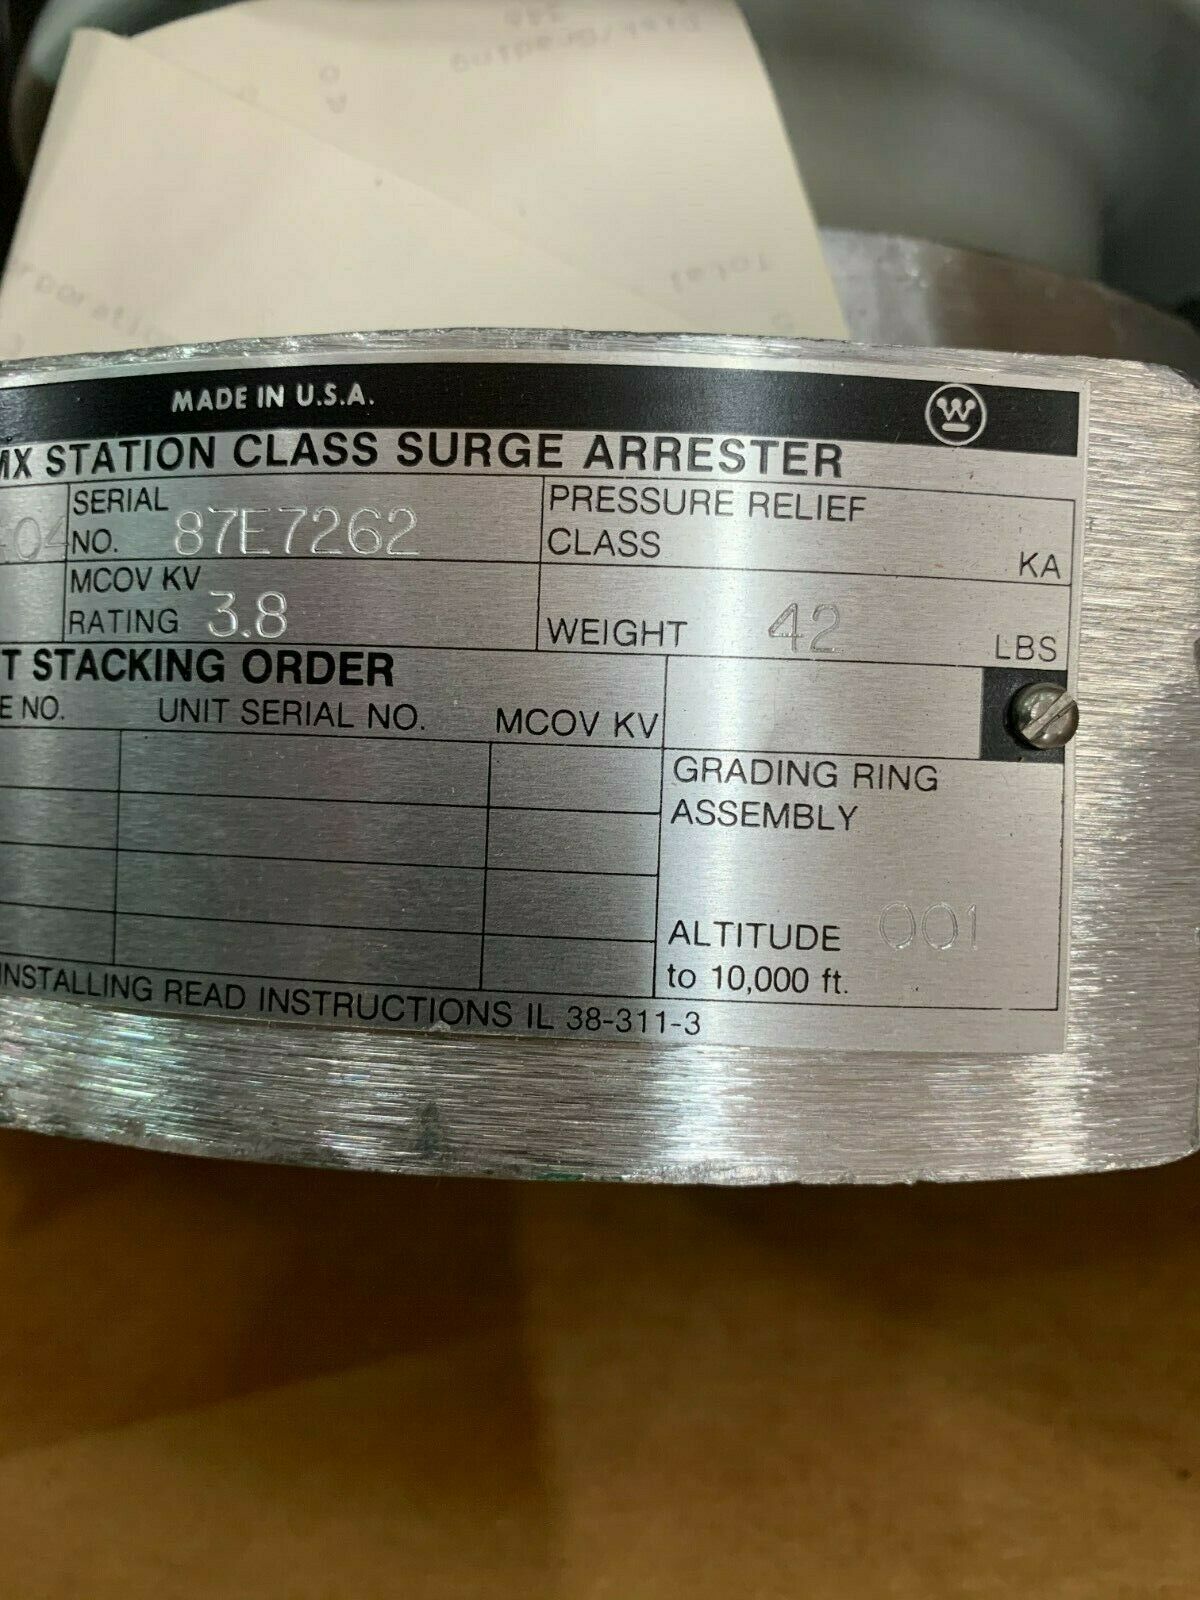 MADE IN U.S.A.
W
MX STATION CLASS SURGE ARRESTER
SERIAL
04 NO. 87E7262
PRESSURE RELIEF
CLASS KA
MCOV KV
RATING 3.8
WEIGHT 42 LBS
T STACKING ORDER
E NO. UNIT SERIAL NO. MCOV KV
GRADING RING
ASSEMBLY
ALTITUDE 001
to 10,000 ft.
INSTALLING READ INSTRUCTIONS IL 38-311-3